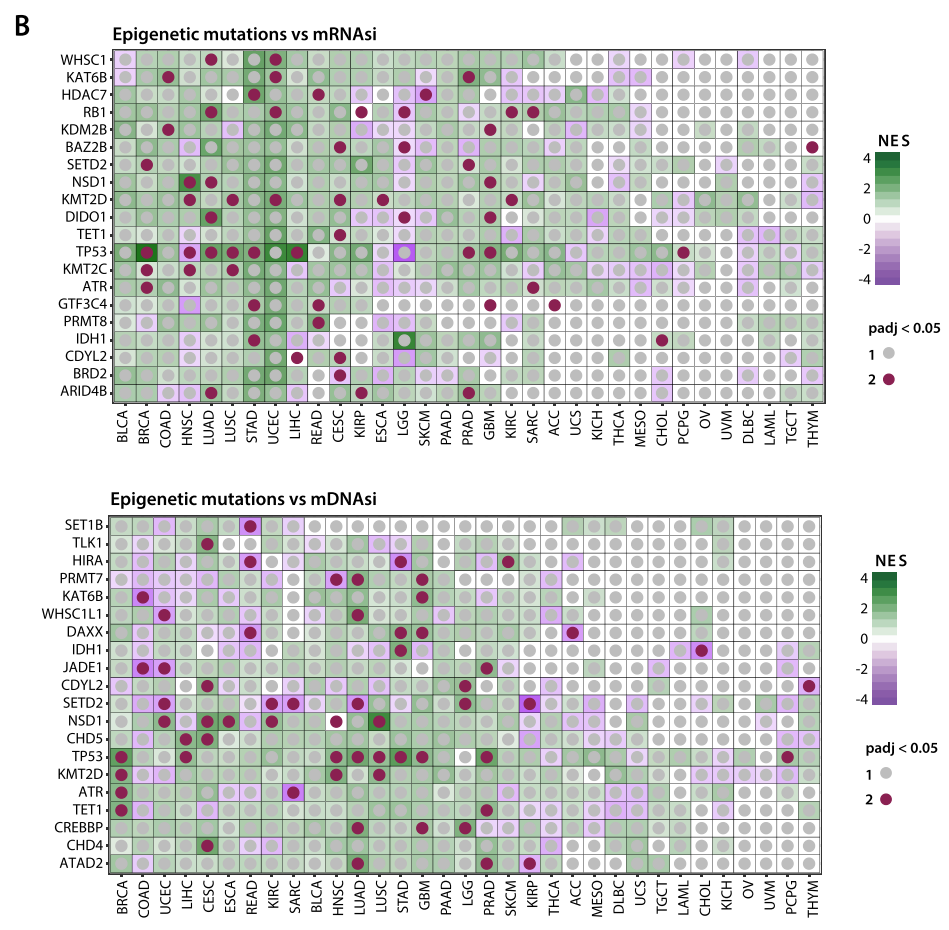 B
Epigenetic mutations vs mRNAsi
WHSC1
KAT6B
HDAC7
RB1
KDM2B
BAZ2B
SETD2
NSD1
KMT2D
DIDO1
TET1
TP53
KMT2C
ATR
GTF3C4
PRMT8
IDH1
CDYL2
BRD2
ARID4B
BLCA BRCA COAD HNSC LUAD LUSC STAD UCEC LIHC READ CESC KIRP ESCA LGG SKCM PAAD PRAD GBM KIRC SARC ACC UCS KICH THCA MESO CHOL PCPG OV UVM DLBC LAML TGCT THYM
NES
4
2
0
-2
-4
padj < 0.05
1
2
Epigenetic mutations vs mDNAsi
SET1B
TLK1
HIRA
PRMT7
KAT6B
WHSC1L1
DAXX
IDH1
JADE1
CDYL2
SETD2
NSD1
CHD5
TP53
KMT2D
ATR
TET1
CREBBP
CHD4
ATAD2
BRCA COAD UCEC LIHC CESC ESCA READ KIRC SARC BLCA HNSC LUAD LUSC STAD GBM PAAD LGG PRAD SKCM KIRP THCA ACC MESO DLBC UCS TGCT LAML CHOL KICH OV UVM PCPG THYM
NES
4
2
0
-2
-4
padj < 0.05
1
2